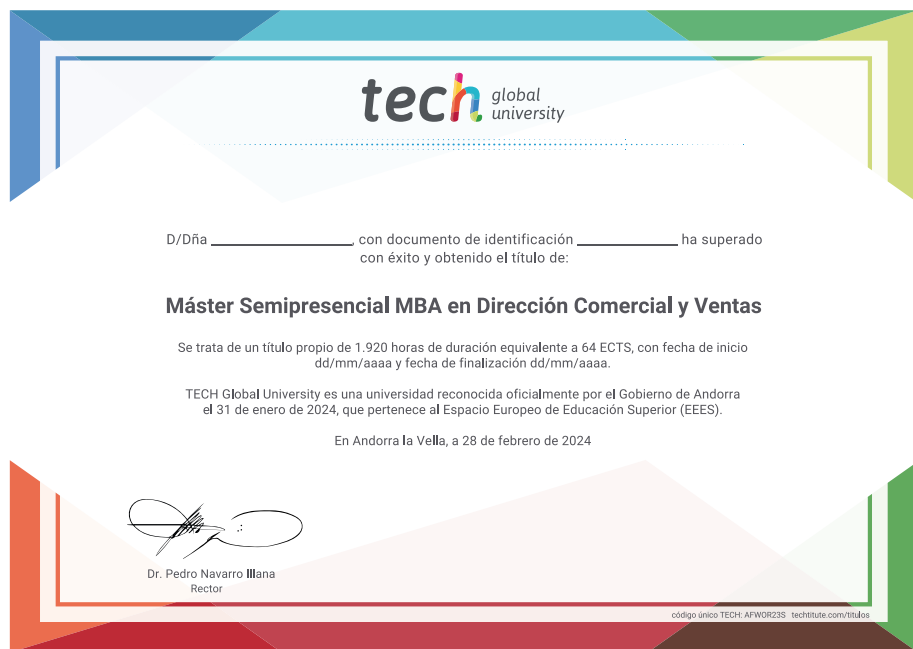 tech global university
D/Dña ________________, con documento de identificación ____________ ha superado
con éxito y obtenido el título de:
Máster Semipresencial MBA en Dirección Comercial y Ventas
Se trata de un título propio de 1.920 horas de duración equivalente a 64 ECTS, con fecha de inicio
dd/mm/aaaa y fecha de finalización dd/mm/aaaa.
TECH Global University es una universidad reconocida oficialmente por el Gobierno de Andorra
el 31 de enero de 2024, que pertenece al Espacio Europeo de Educación Superior (EEES).
En Andorra la Vella, a 28 de febrero de 2024
Dr. Pedro Navarro Illana
Rector
código único TECH: AFWOR23S techtitute.com/titulos